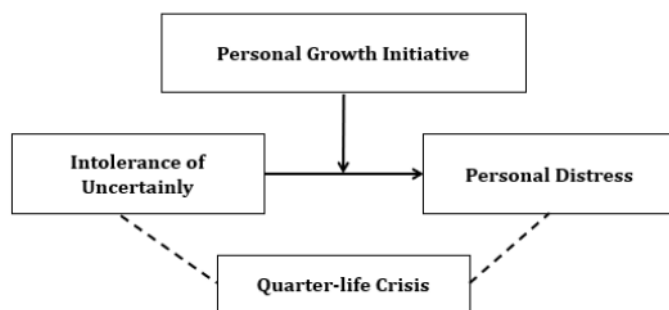 Personal Growth Initiative
Intolerance of
Uncertainly
Personal Distress
Quarter-life Crisis